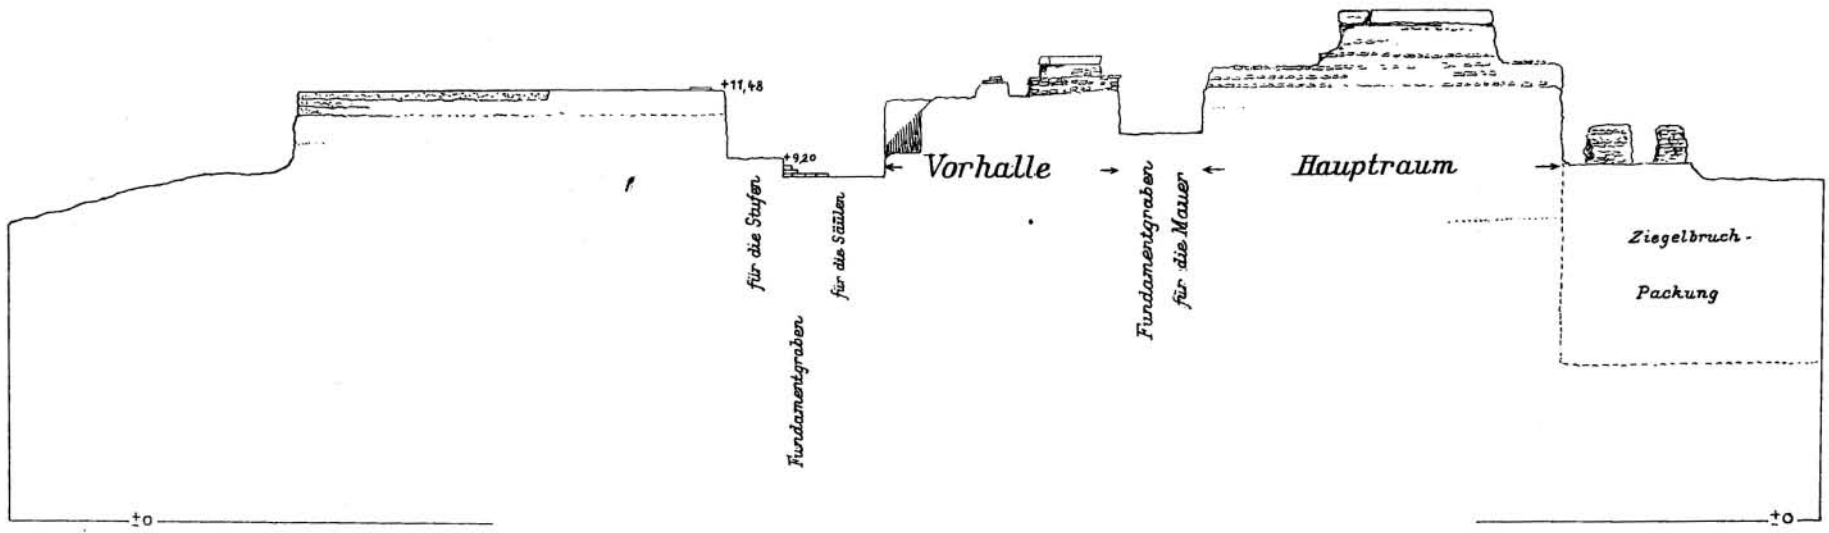 +11,48
+9,20
für die Stufen
für die Säulen
Fundamentgraben
Vorhalle
Fundamentgraben
für die Mauer
Hauptraum
Ziegelbruch-
Packung
±0
±0